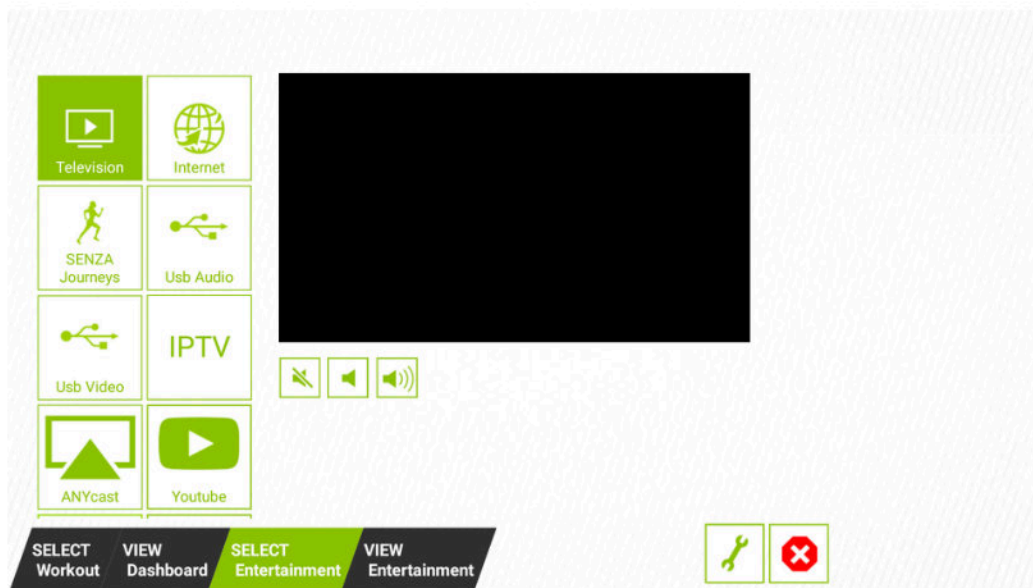 Television
Internet
SENZA
Journeys
Usb Audio
Usb Video
IPTV
ANYcast
Youtube
SELECT
Workout
VIEW
Dashboard
SELECT
Entertainment
VIEW
Entertainment